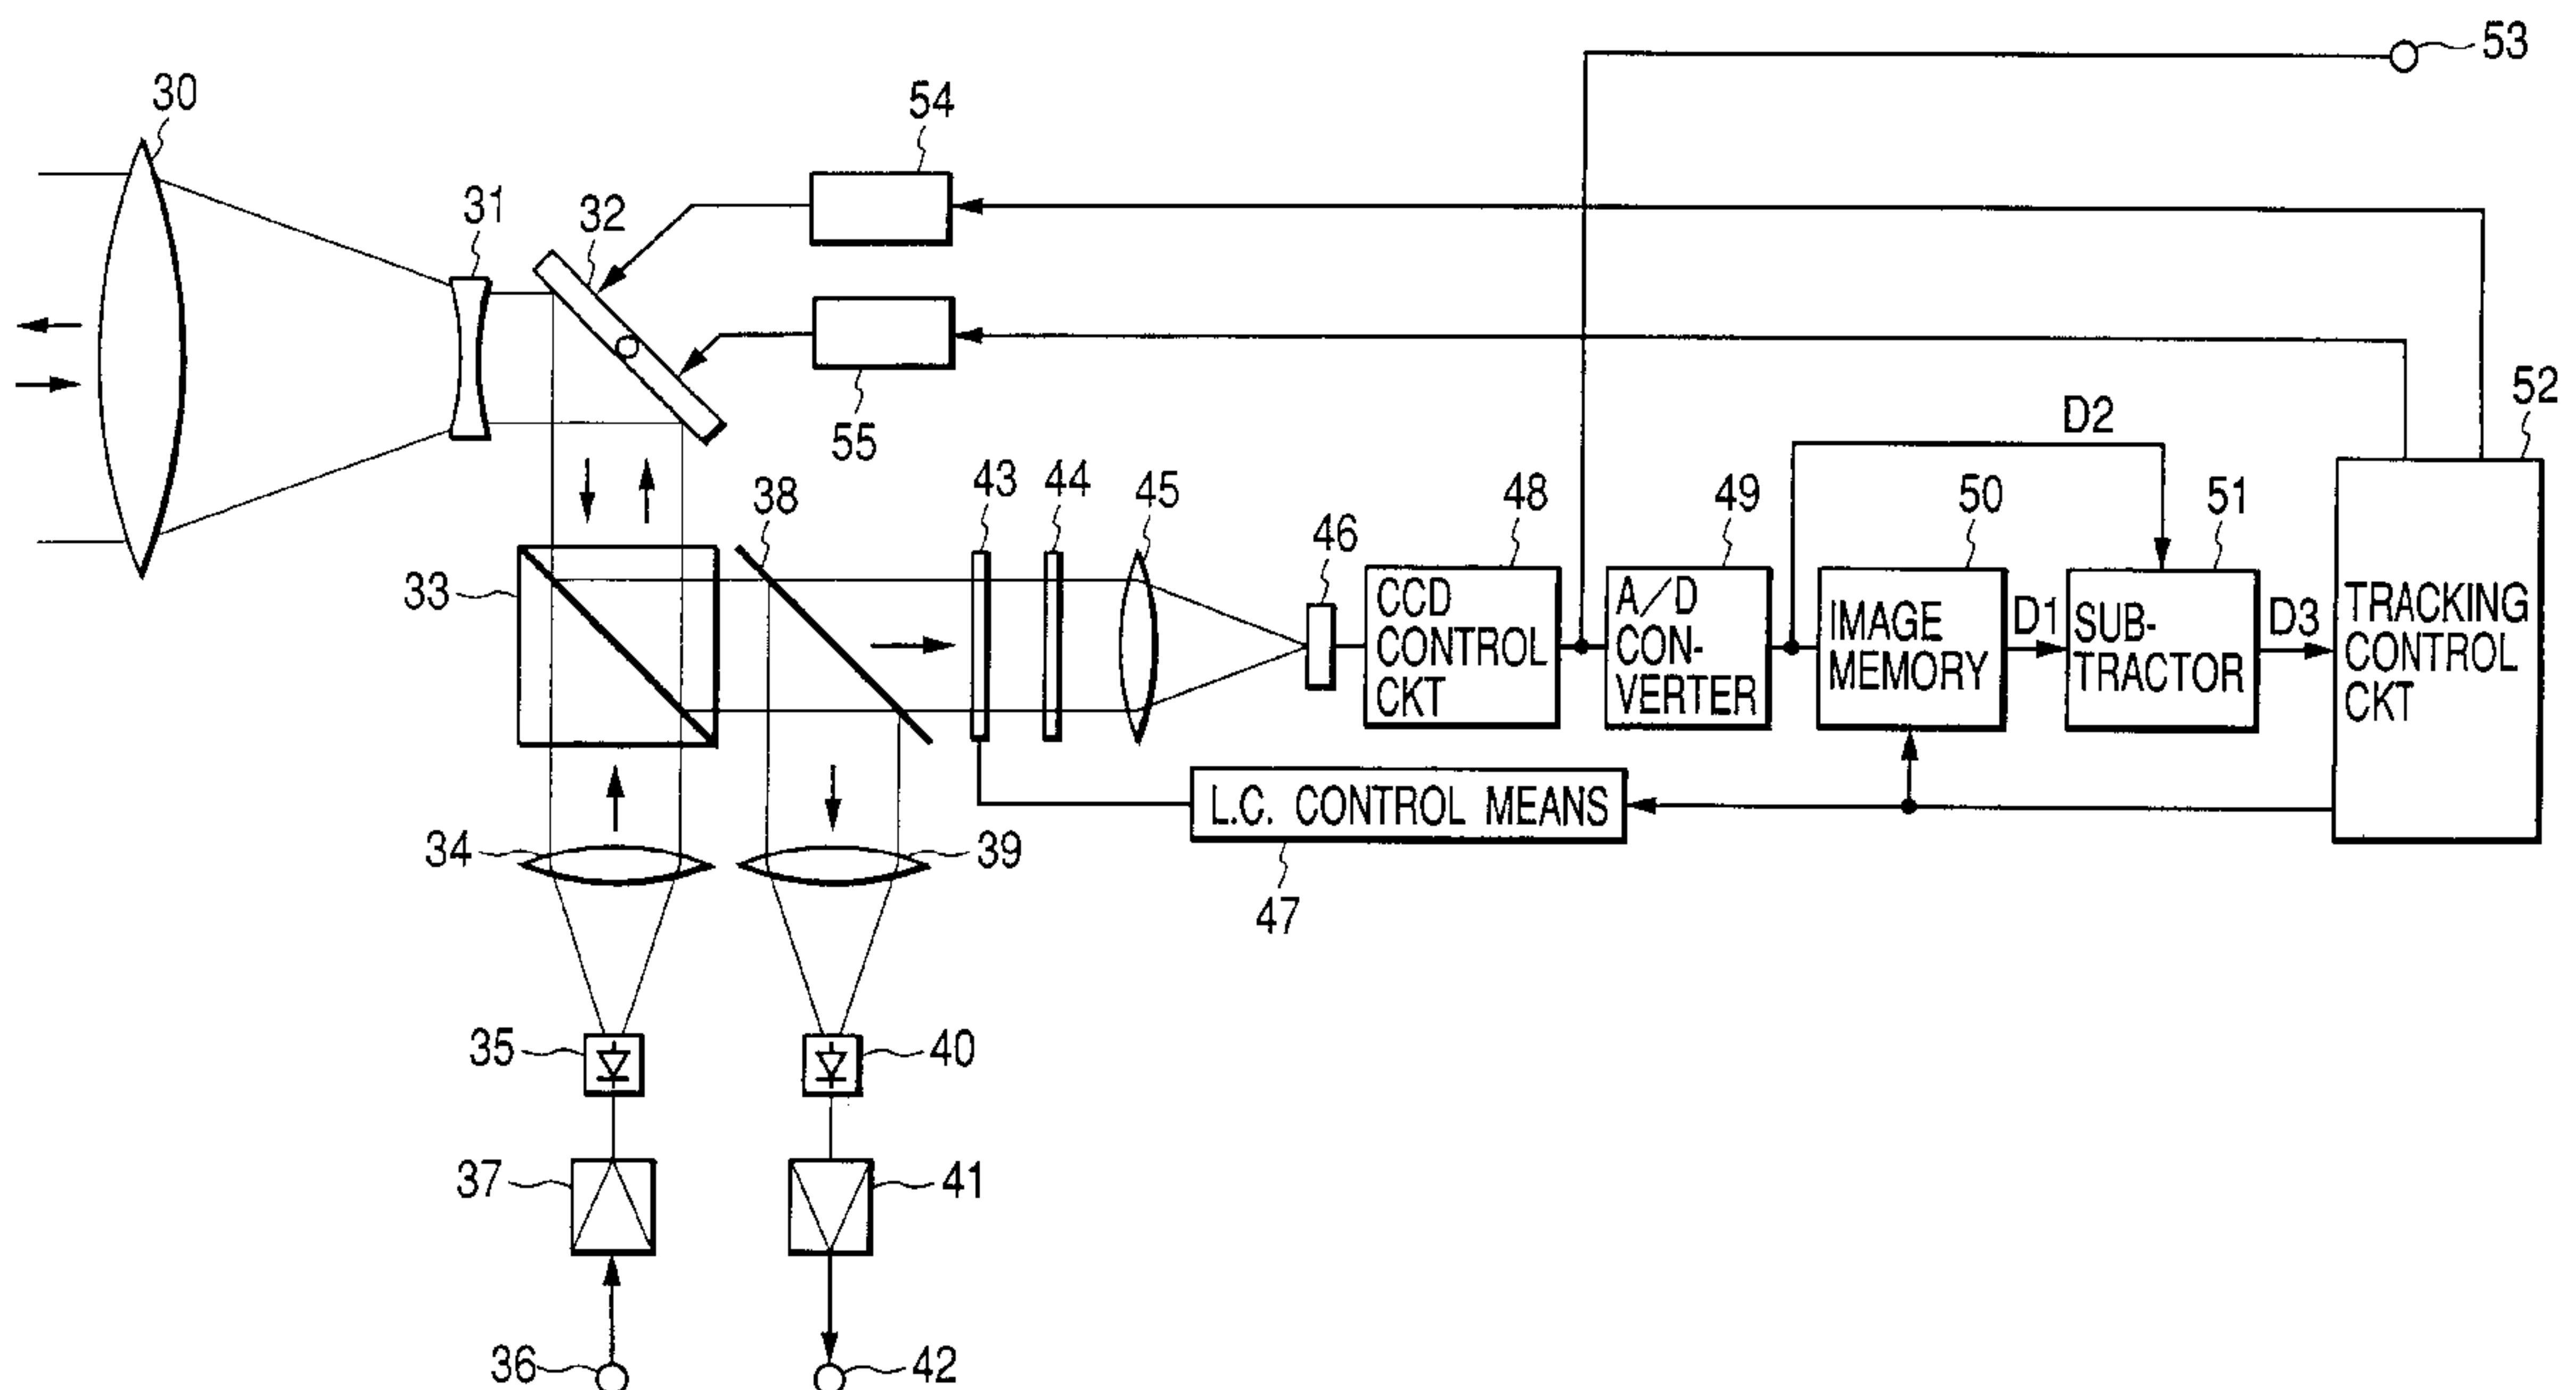 53
30
54
31
32
52
D2
55
43
44
45
48
49
50
51
38
46
33
CCD
CONTROL
CKT
A/D
CON-
VERTER
IMAGE
MEMORY
D1
SUB-
TRACTOR
D3
TRACKING
CONTROL
CKT
L.C. CONTROL MEANS
34
39
47
35
40
37
41
36
42